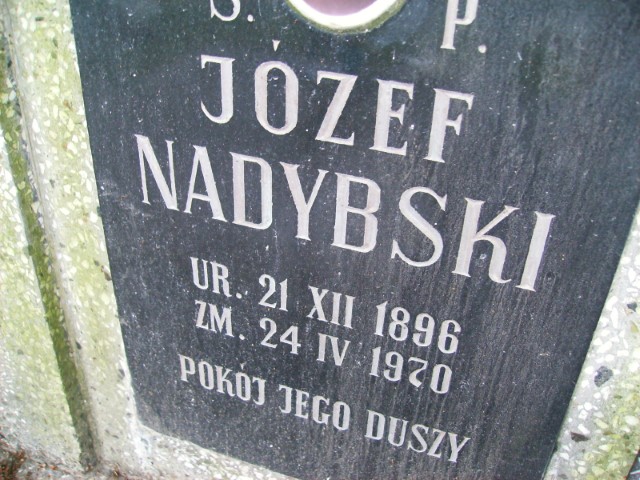 S. P.
JÓZEF
NADYBSKI
UR. 21 XII 1896
ZM. 24 IV 1970
POKÓJ JEGO DUSZY